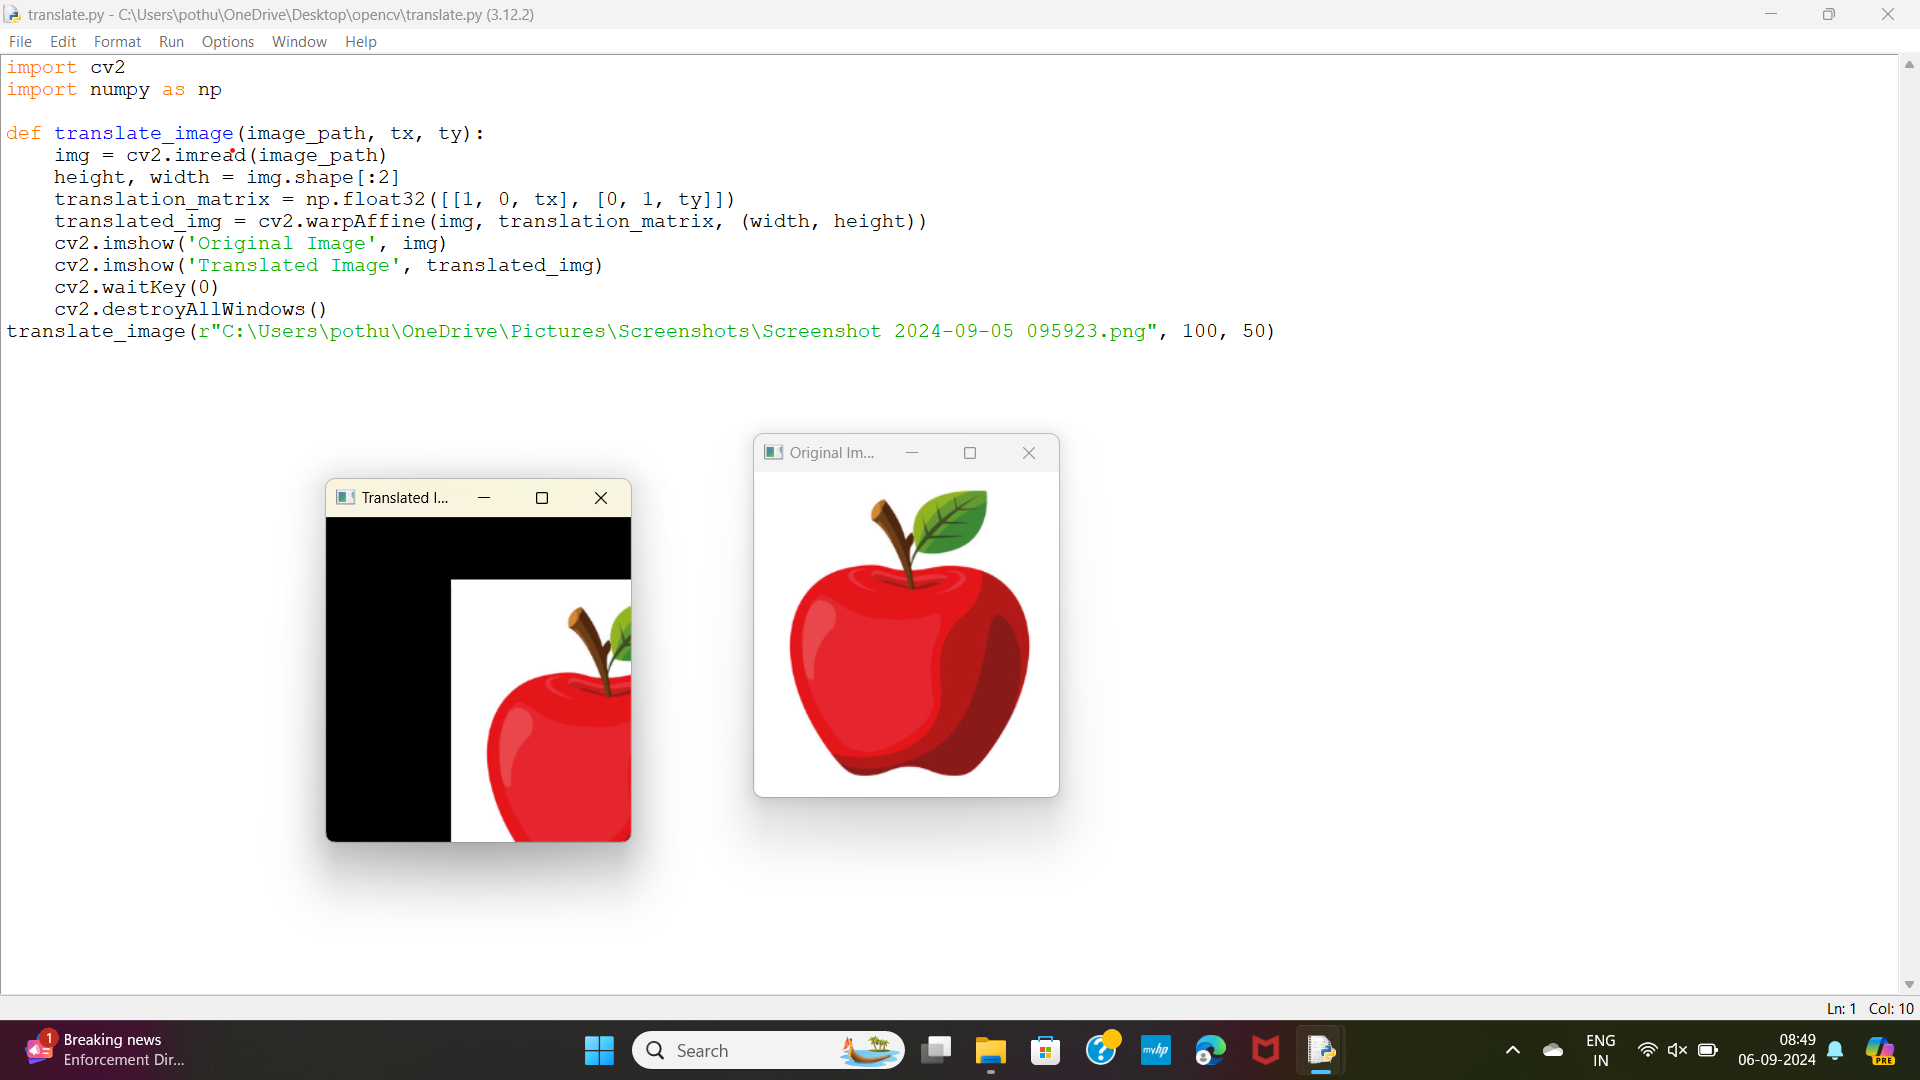 translate.py - C:\Users\pothu\OneDrive\Desktop\opencv\translate.py (3.12.2)
File Edit Format Run Options Window Help
import cv2
import numpy as np
def translate_image(image_path, tx, ty):
    img = cv2.imread(image_path)
    height, width = img.shape[:2]
    translation_matrix = np.float32([[1, 0, tx], [0, 1, ty]])
    translated_img = cv2.warpAffine(img, translation_matrix, (width, height))
    cv2.imshow('Original Image', img)
    cv2.imshow('Translated Image', translated_img)
    cv2.waitKey(0)
    cv2.destroyAllWindows()
translate_image(r"C:\Users\pothu\OneDrive\Pictures\Screenshots\Screenshot 2024-09-05 095923.png", 100, 50)
Original Im...
Translated I...
Ln: 1 Col: 10
1
Breaking news
Enforcement Dir...
Search
myhp
PRE
ENG
IN
08:49
06-09-2024